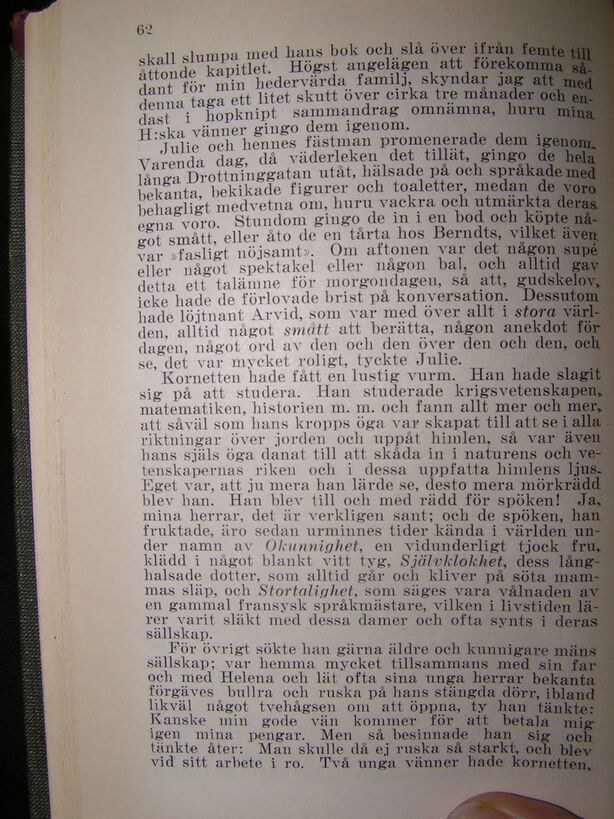 62
skall slumpa med hans bok och slå över ifrån femte till
åttonde kapitlet. Högst angelägen att förekomma så-
dant för min hedervärda familj, skyndar jag att med
denna taga ett litet skutt över cirka tre månader och en-
dast i hopknipt sammandrag omnämna, huru mina
H:ska vänner gingo dem igenom.
Julie och hennes fästman promenerade dem igenom.
Varenda dag, då väderleken det tillät, gingo de hela
långa Drottninggatan utåt, hälsade på och språkade med
bekanta, bekikade figurer och toaletter, medan de voro
behagligt medvetna om, huru vackra och utmärkta deras
egna voro. Stundom gingo de in i en bod och köpte nå-
got smått, eller åto de en tårta hos Berndts, vilket även
var »fasligt nöjsamt». Om aftonen var det någon supé
eller något spektakel eller någon bal, och alltid gav
detta ett talämne för morgondagen, så att, gudskelov,
icke hade de förlovade brist på konversation. Dessutom
hade löjtnant Arvid, som var med över allt i stora värl-
den, alltid något smått att berätta, någon anekdot för
dagen, något ord av den och den över den och den, och
se, det var mycket roligt, tyckte Julie.
Kornetten hade fått en lustig vurm. Han hade slagit
sig på att studera. Han studerade krigsvetenskapen,
matematiken, historien m. m. och fann allt mer och mer,
att såväl som hans kropps öga var skapat till att se i alla
riktningar över jorden och uppåt himlen, så var även
hans själs öga danat till att skåda in i naturens och ve-
tenskapernas riken och i dessa uppfatta himlens ljus.
Eget var, att ju mera han lärde se, desto mera mörkrädd
blev han. Han blev till och med rädd för spöken! Ja,
mina herrar, det är verkligen sant; och de spöken, han
fruktade, äro sedan urminnes tider kända i världen un-
der namn av Okunnighet, en vidunderligt tjock fru,
klädd i något blankt vitt tyg, Självklokhet, dess lång-
halsade dotter, som alltid går och kliver på söta mam-
mas släp, och Stortalighet, som säges vara vålnaden av
en gammal fransysk språkmästare, vilken i livstiden lä-
rer varit släkt med dessa damer och ofta synts i deras
sällskap.
För övrigt sökte han gärna äldre och kunnigare mäns
sällskap; var hemma mycket tillsammans med sin far
och med Helena och lät ofta sina unga herrar bekanta
förgäves bullra och ruska på hans stängda dörr, ibland
likväl något tvehågsen om att öppna, ty han tänkte:
Kanske min gode vän kommer för att betala mig
igen mina pengar. Men så besinnade han sig och
tänkte åter: Man skulle då ej ruska så starkt, och blev
vid sitt arbete i ro. Två unga vänner hade kornetten,